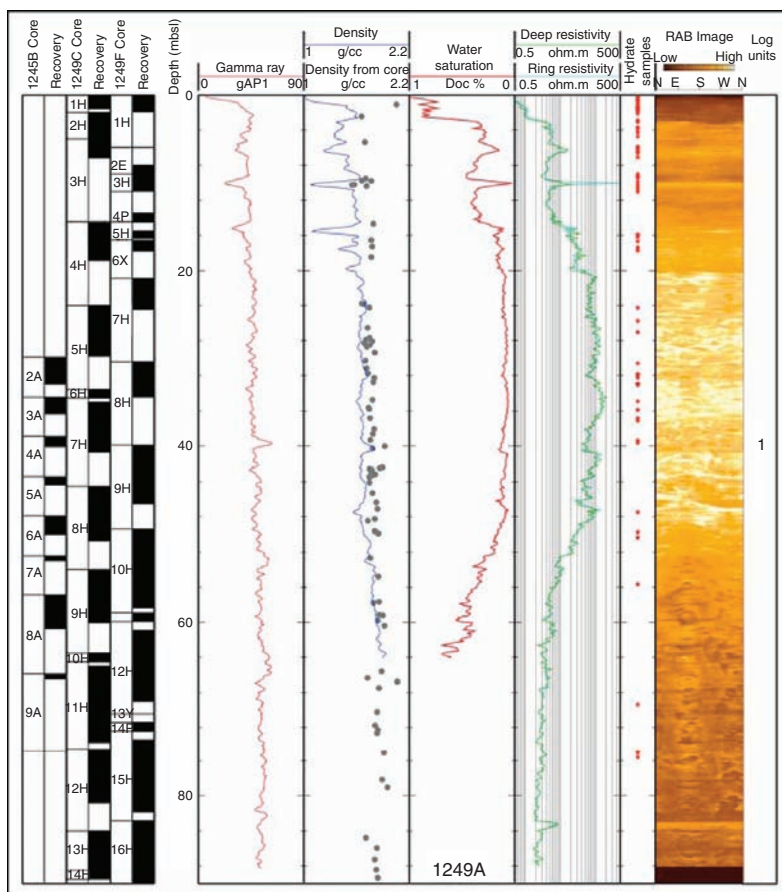 1245B Core
Recovery
1249C Core
Recovery
1249F Core
Recovery
Depth (mbsl)
Gamma ray
0 gAP1 90
Density
1 g/cc 2.2
Density from core
1 g/cc 2.2
Water
saturation
1 Doc % 0
Deep resistivity
0.5 ohm.m 500
Ring resistivity
0.5 ohm.m 500
Hydrate
samples
RAB Image
Low High
N E S W N
Log
units
0
20
40
60
80
2A
3A
4A
5A
6A
7A
8A
9A
1H
2H
3H
4H
5H
6H
7H
8H
9H
10H
11H
12H
13H
14H
1H
2E
3H
4P
5H
6X
7H
8H
9H
10H
12H
13Y
14P
15H
16H
1
1249A